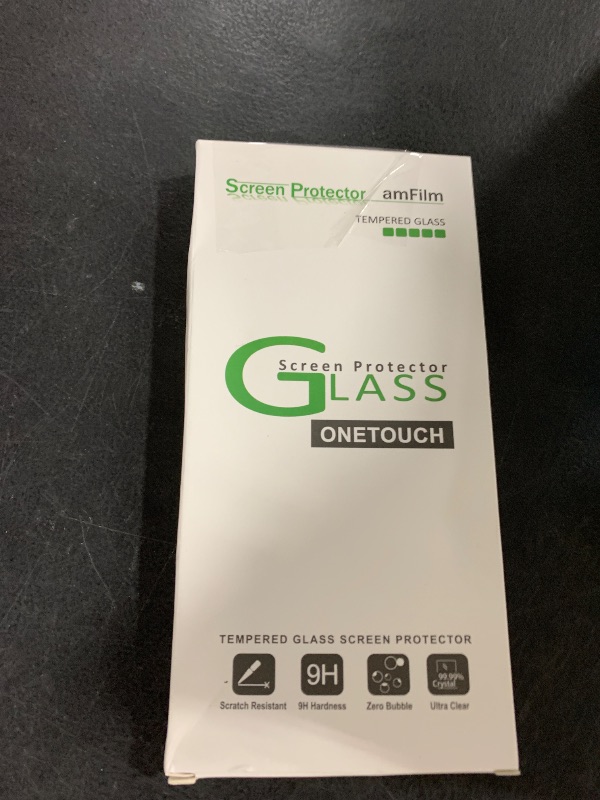 Screen Protector amFilm
TEMPERED GLASS
Screen Protector
GLASS
ONETOUCH
TEMPERED GLASS SCREEN PROTECTOR
9H 99.99%
Crystal
Scratch Resistant 9H Hardness Zero Bubble Ultra Clear